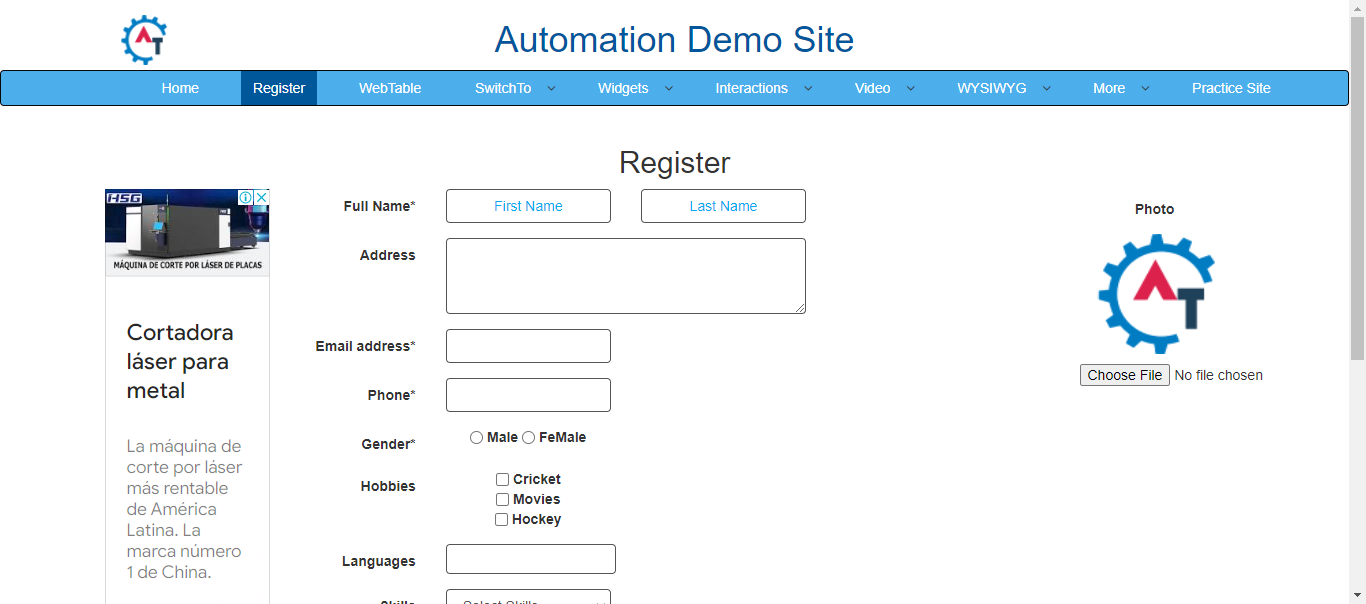 AT
Automation Demo Site
Home Register WebTable SwitchTo Widgets Interactions Video WYSIWYG More Practice Site
Register
HSG
MÁQUINA DE CORTE POR LÁSER DE PLACAS
Cortadora
láser para
metal
La máquina de
corte por láser
más rentable
de América
Latina. La
marca número
1 de China.
Full Name* First Name Last Name
Address
Email address*
Phone*
Gender* Male FeMale
Hobbies Cricket
Movies
Hockey
Languages
Skills Select Skills
Photo
AT
Choose File No file chosen